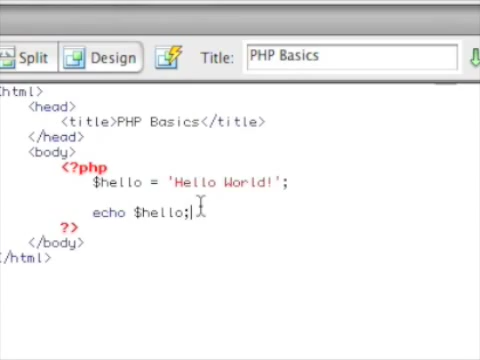 Split Design Title: PHP Basics
<html>
<head>
<title>PHP Basics</title>
</head>
<body>
<?php
$hello = 'Hello World!';
echo $hello;
?>
</body>
</html>